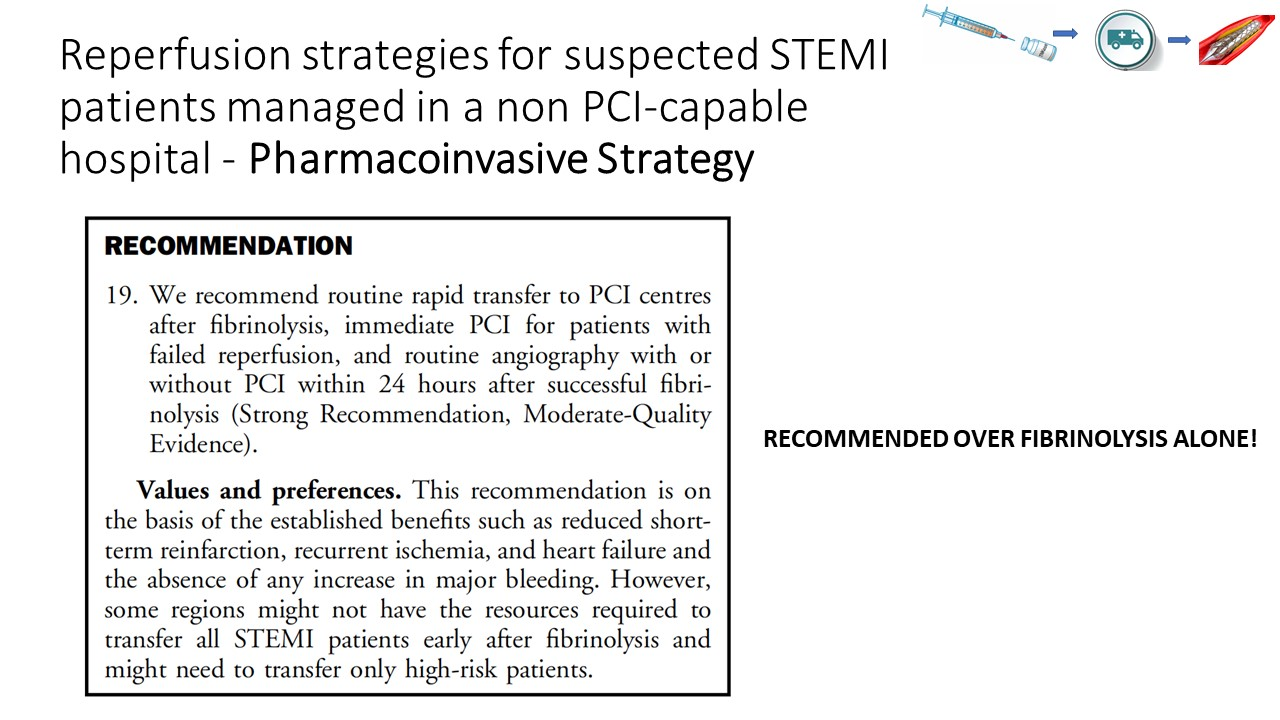 Reperfusion strategies for suspected STEMI
patients managed in a non PCI-capable
hospital - Pharmacoinvasive Strategy
RECOMMENDATION
19. We recommend routine rapid transfer to PCI centres
after fibrinolysis, immediate PCI for patients with
failed reperfusion, and routine angiography with or
without PCI within 24 hours after successful fibri-
nolysis (Strong Recommendation, Moderate-Quality
Evidence).
Values and preferences. This recommendation is on
the basis of the established benefits such as reduced short-
term reinfarction, recurrent ischemia, and heart failure and
the absence of any increase in major bleeding. However,
some regions might not have the resources required to
transfer all STEMI patients early after fibrinolysis and
might need to transfer only high-risk patients.
RECOMMENDED OVER FIBRINOLYSIS ALONE!